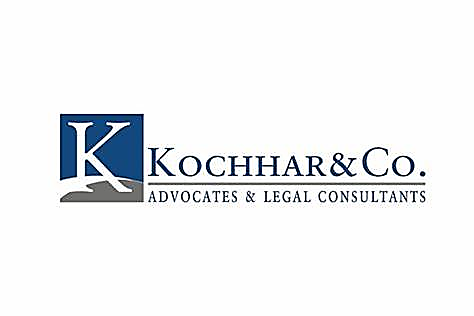 K
KOCHHAR & CO.
ADVOCATES & LEGAL CONSULTANTS